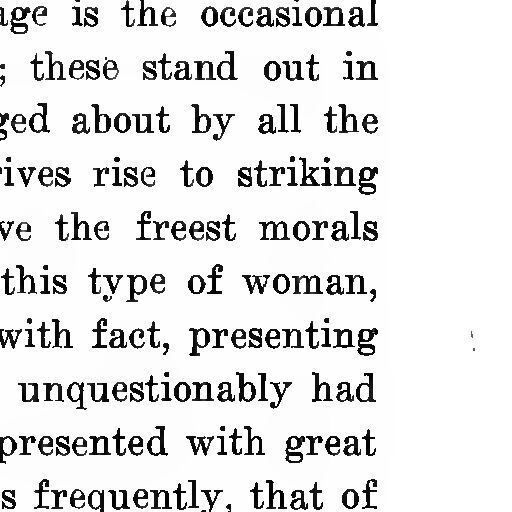 age is the occasional
; these stand out in
ged about by all the
rives rise to striking
ve the freest morals
this type of woman,
with fact, presenting
unquestionably had
presented with great
s frequently, that of